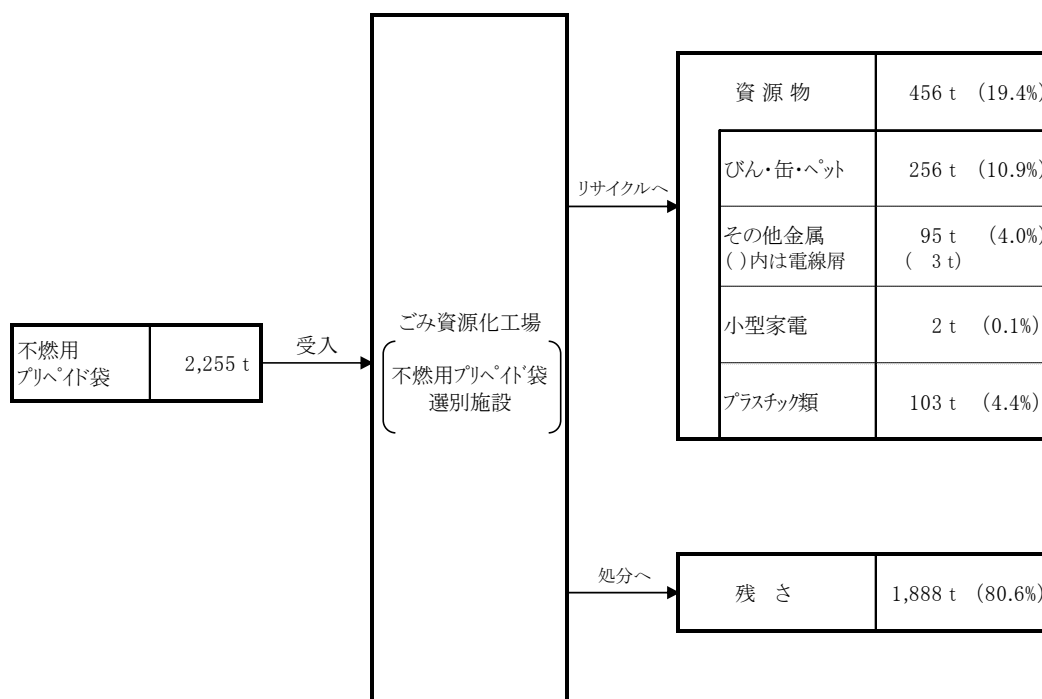 不燃用
プリペイド袋
2,255 t
受入
ごみ資源化工場
不燃用プリペイド袋
選別施設
リサイクルへ
資 源 物 456 t (19.4%)
びん・缶・ペット 256 t (10.9%)
その他金属 95 t (4.0%)
( )内は電線屑 ( 3 t)
小型家電 2 t (0.1%)
プラスチック類 103 t (4.4%)
処分へ
残 さ 1,888 t (80.6%)